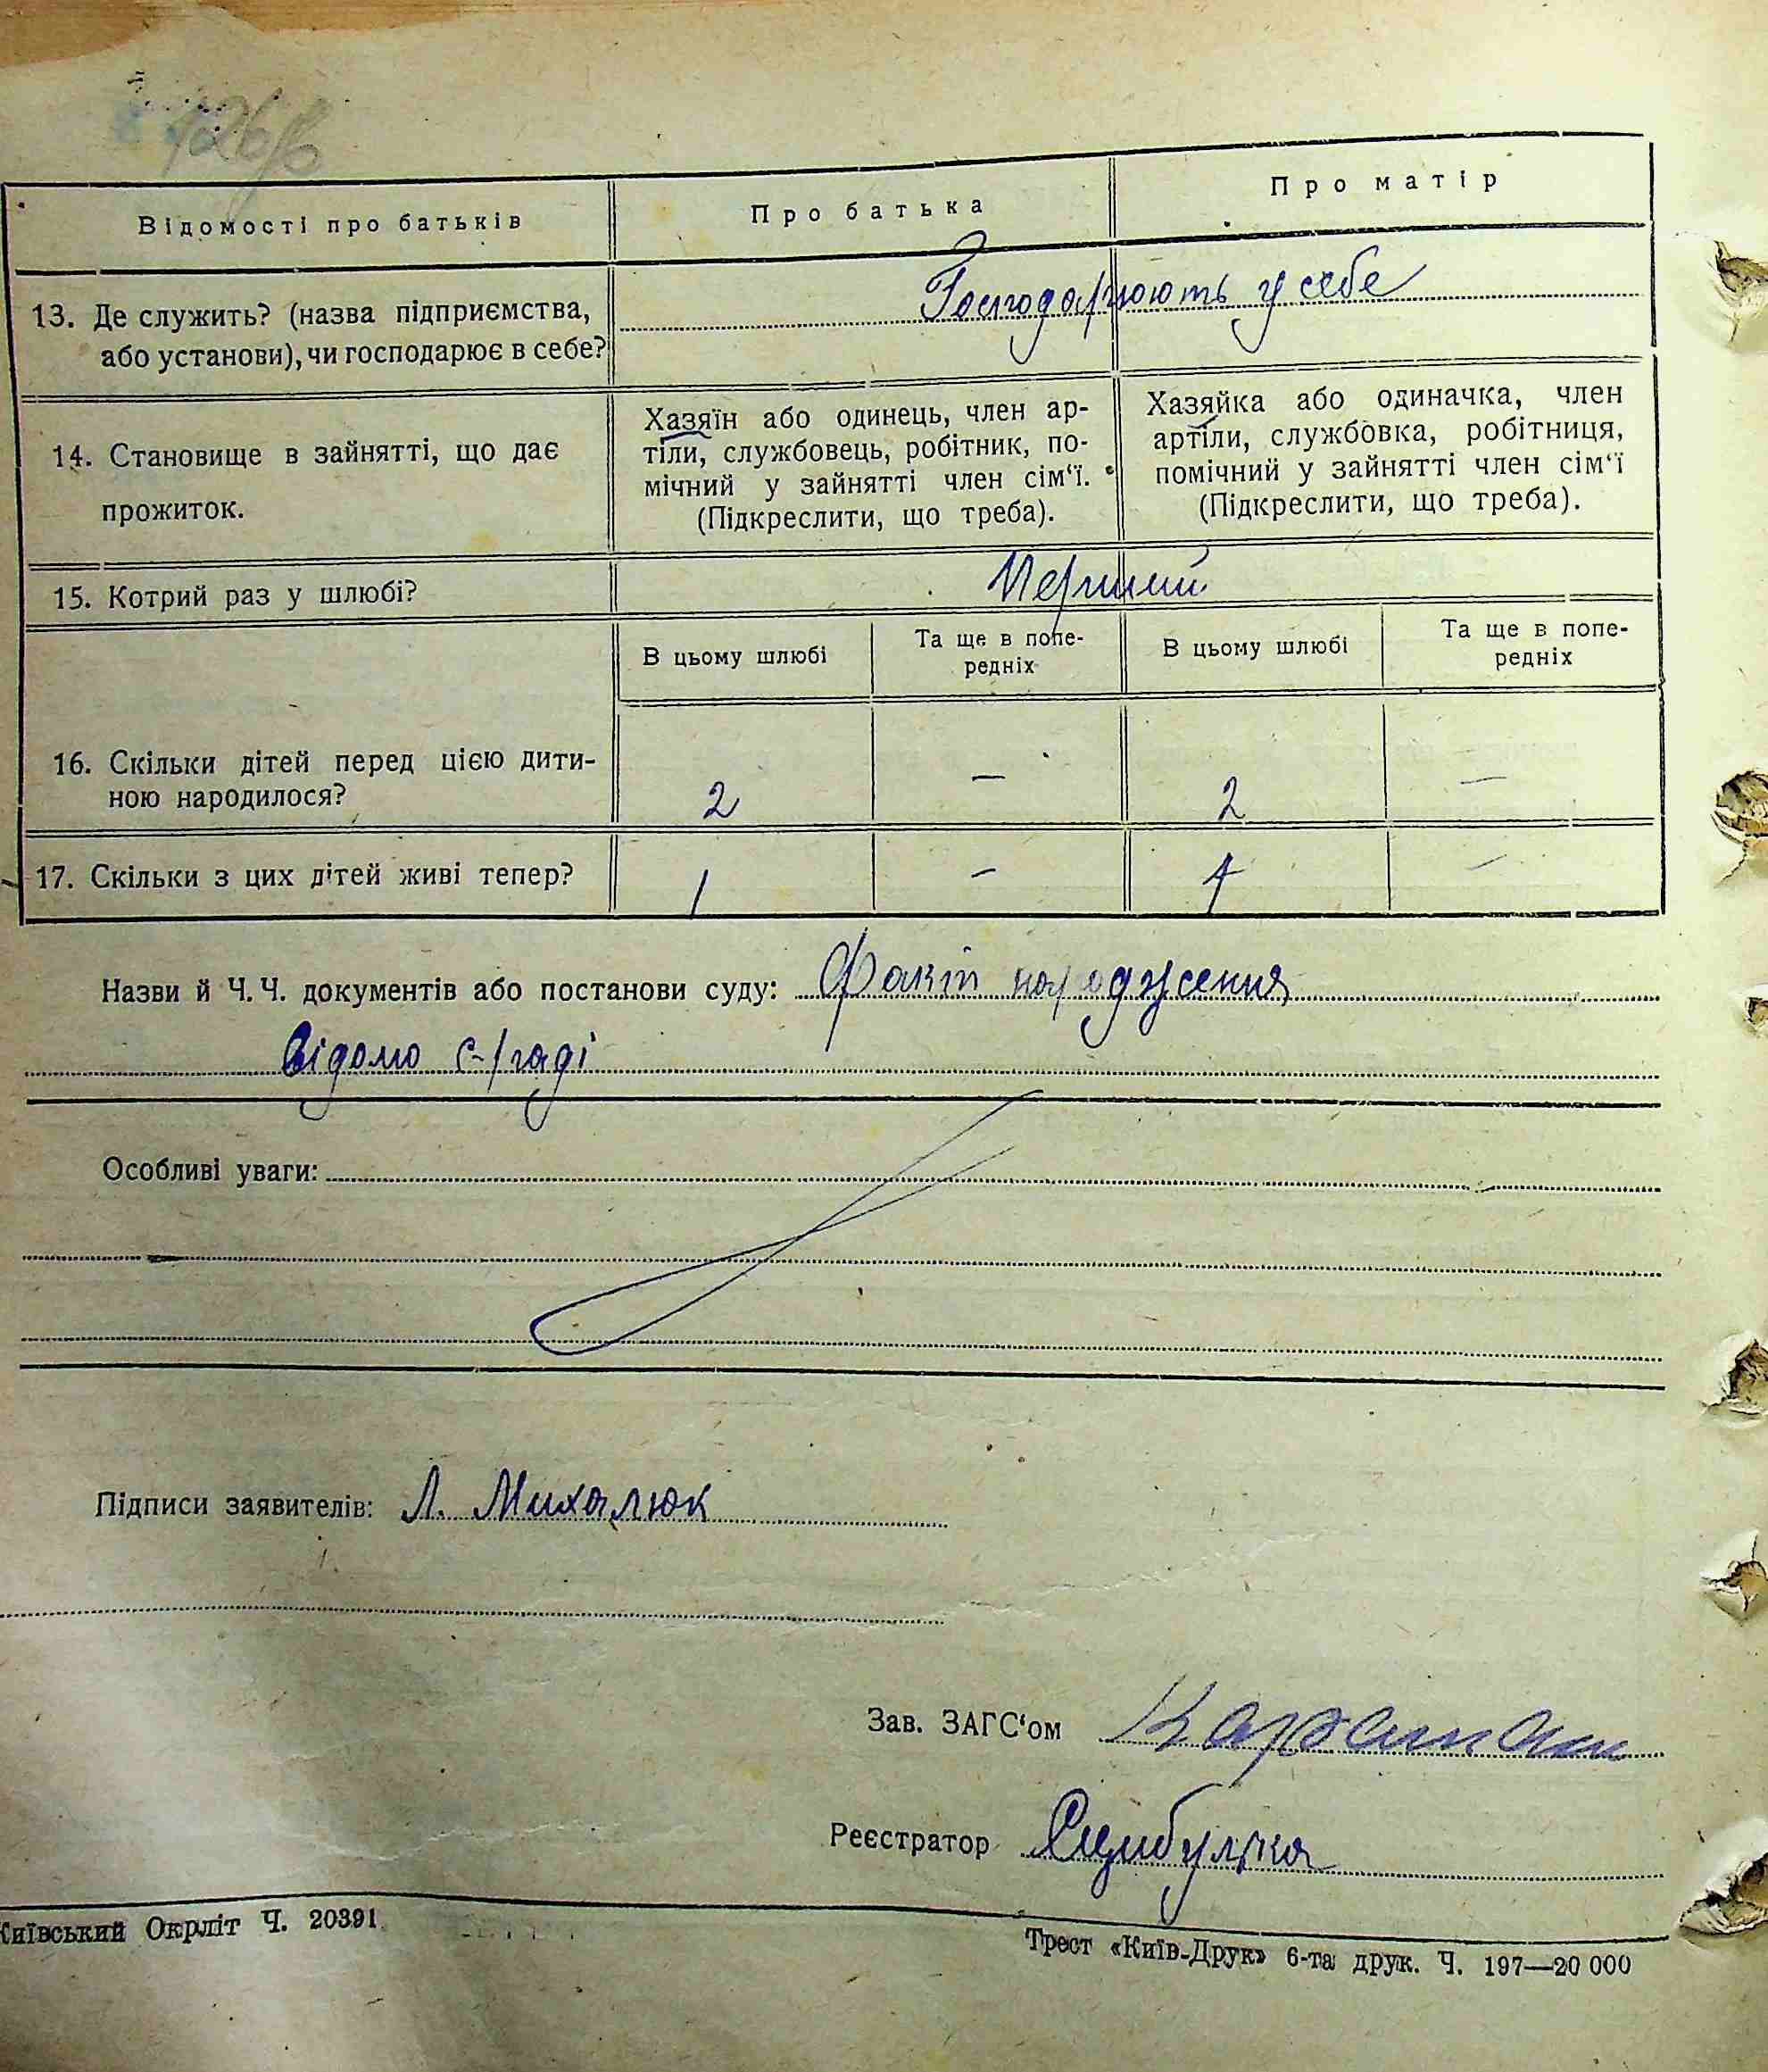 Відомості про батьків
Про батька
Про матір
13. Де служить? (назва підприємства,
або установи), чи господарює в себе?
Господарюють у себе
14. Становище в зайнятті, що дає
прожиток.
Хазяїн або одинець, член ар-
тіли, службовець, робітник, по-
мічний у зайнятті член сім‘ї.
(Підкреслити, що треба).
Хазяйка або одиначка, член
артіли, службовка, робітниця,
помічний у зайнятті член сім‘ї
(Підкреслити, що треба).
15. Котрий раз у шлюбі?
Перший
В цьому шлюбі
Та ще в попе-
редніх
В цьому шлюбі
Та ще в попе-
редніх
16. Скільки дітей перед цією дити-
ною народилося?
2 — 2 —
17. Скільки з цих дітей живі тепер? 1 — 1 —
Назви й Ч.Ч. документів або постанови суду: Факт народження
відомо с-/раді
Особливі уваги:
Підписи заявителів: Л. Михалюк
Зав. ЗАГС‘ом
Реєстратор
Київський Окрліт Ч. 20391
Трест «Київ-Друк» 6-та друк. Ч. 197—20 000